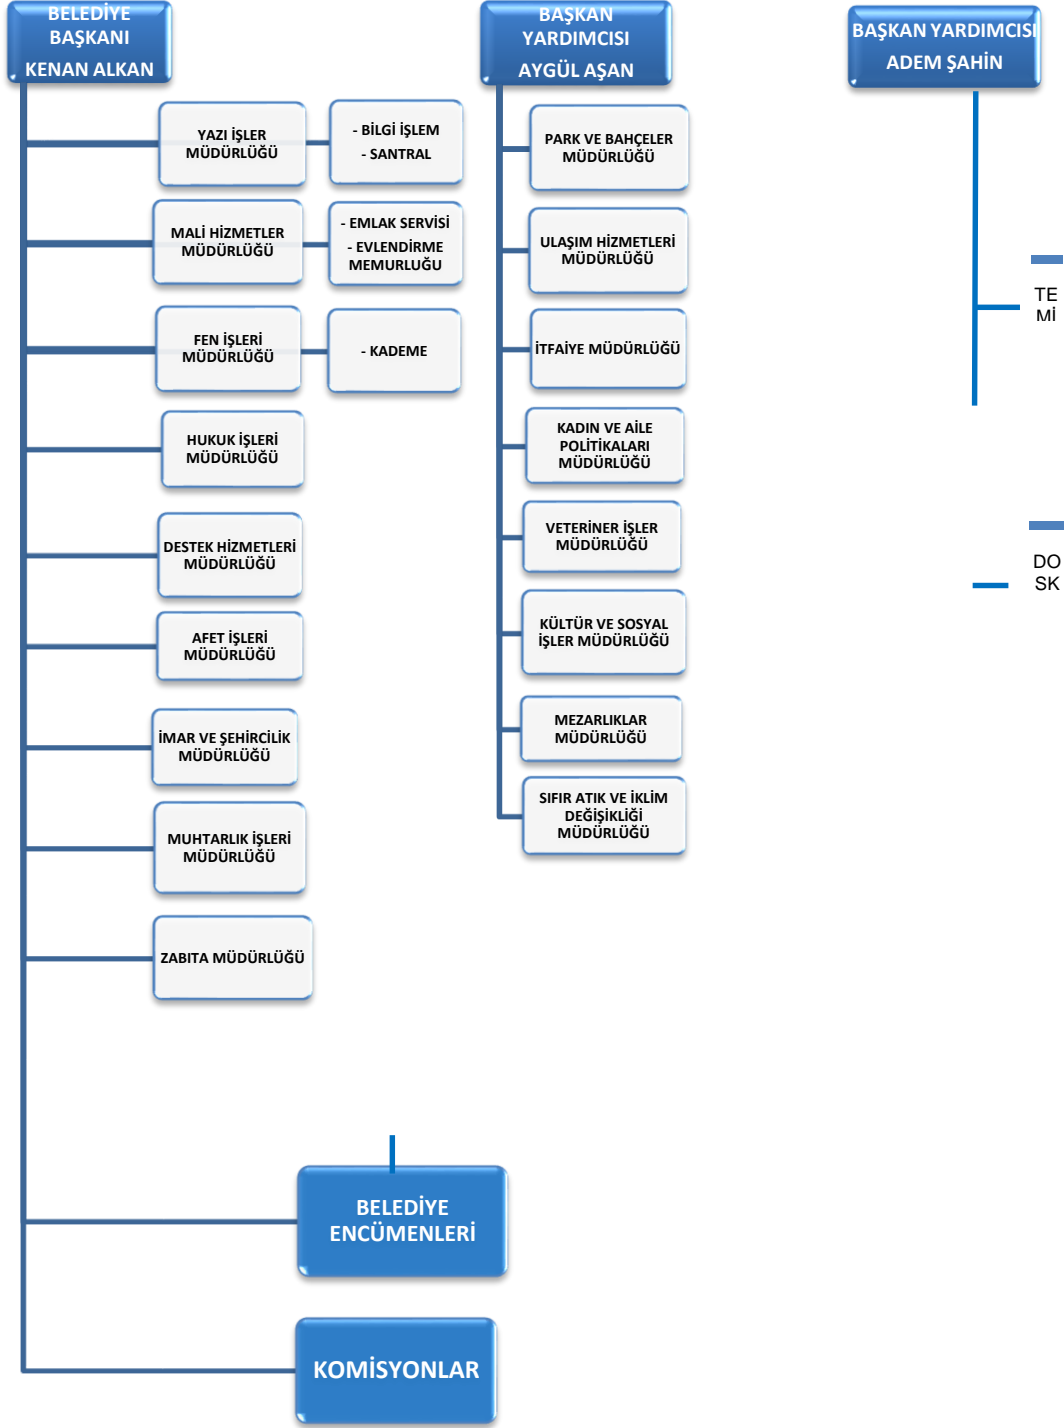 BELEDİYE
BAŞKANI
KENAN ALKAN
YAZI İŞLER
MÜDÜRLÜĞÜ
- BİLGİ İŞLEM
- SANTRAL
MALİ HİZMETLER
MÜDÜRLÜĞÜ
- EMLAK SERVİSİ
- EVLENDİRME
MEMURLUĞU
FEN İŞLERİ
MÜDÜRLÜĞÜ
- KADEME
HUKUK İŞLERİ
MÜDÜRLÜĞÜ
DESTEK HİZMETLERİ
MÜDÜRLÜĞÜ
AFET İŞLERİ
MÜDÜRLÜĞÜ
İMAR VE ŞEHİRCİLİK
MÜDÜRLÜĞÜ
MUHTARLIK İŞLERİ
MÜDÜRLÜĞÜ
ZABITA MÜDÜRLÜĞÜ
BELEDİYE
ENCÜMENLERİ
KOMİSYONLAR
BAŞKAN
YARDIMCISI
AYGÜL AŞAN
PARK VE BAHÇELER
MÜDÜRLÜĞÜ
ULAŞIM HİZMETLERİ
MÜDÜRLÜĞÜ
İTFAİYE MÜDÜRLÜĞÜ
KADIN VE AİLE
POLİTİKALARI
MÜDÜRLÜĞÜ
VETERİNER İŞLER
MÜDÜRLÜĞÜ
KÜLTÜR VE SOSYAL
İŞLER MÜDÜRLÜĞÜ
MEZARLIKLAR
MÜDÜRLÜĞÜ
SIFIR ATIK VE İKLİM
DEĞİŞİKLİĞİ
MÜDÜRLÜĞÜ
BAŞKAN YARDIMCISI
ADEM ŞAHİN
TE
Mİ
DO
SK